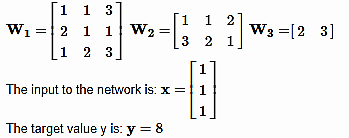 W₁ = [1 1 3; 2 1 1; 1 2 3] W₂ = [1 1 2; 3 2 1] W₃ = [2 3]
The input to the network is: x = [1; 1; 1]
The target value y is: y = 8